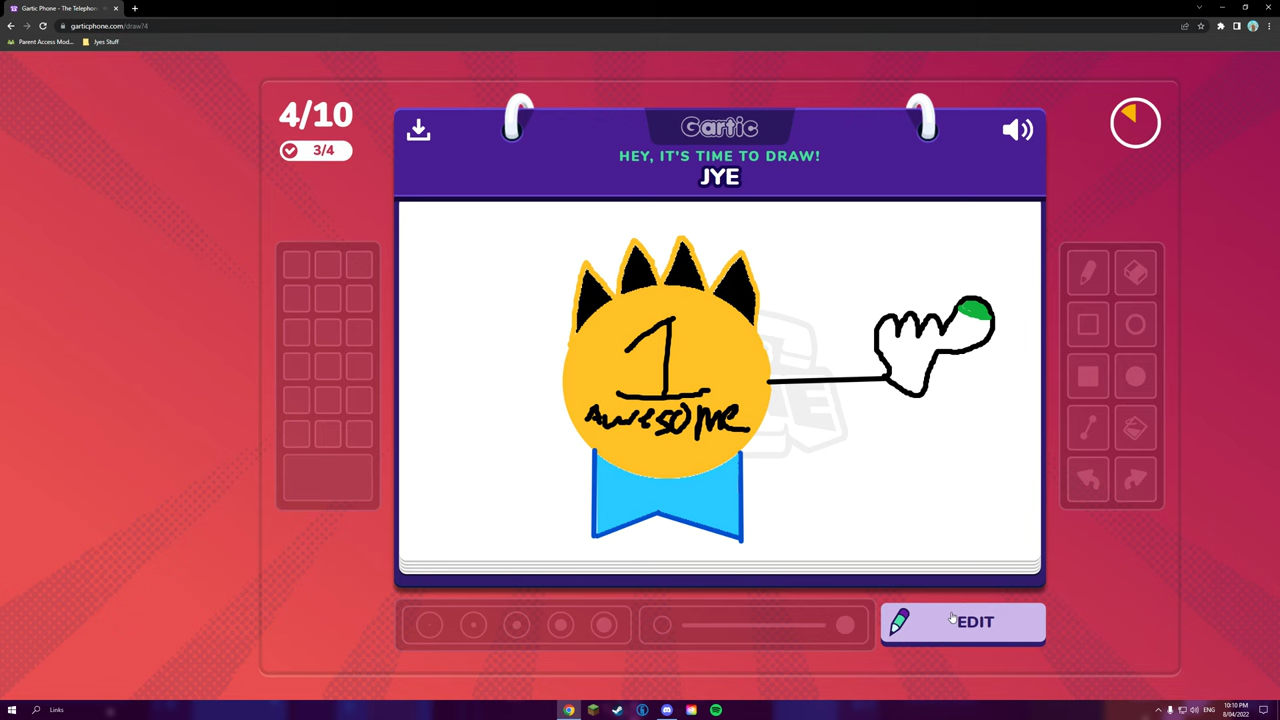 Gartic Phone - The Telephon
garticphone.com/draw?4
Parent Access Mod...
Jyes Stuff
4/10
3/4
Gartic
HEY, IT'S TIME TO DRAW!
JYE
1
Awesome
EDIT
Links
ENG
10:10 PM
8/04/2022